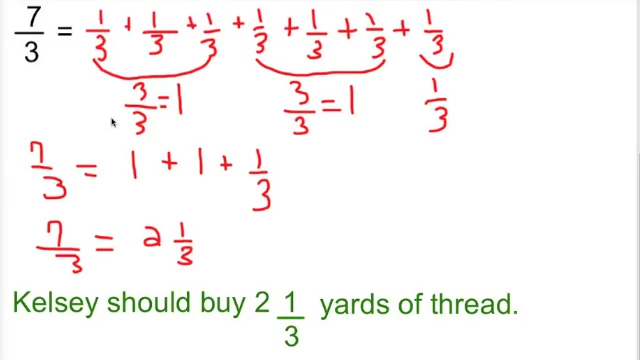 7/3 = 1/3 + 1/3 + 1/3 + 1/3 + 1/3 + 1/3 + 1/3
3/3 = 1 3/3 = 1 1/3
7/3 = 1 + 1 + 1/3
7/3 = 2 1/3
Kelsey should buy 2 1/3 yards of thread.